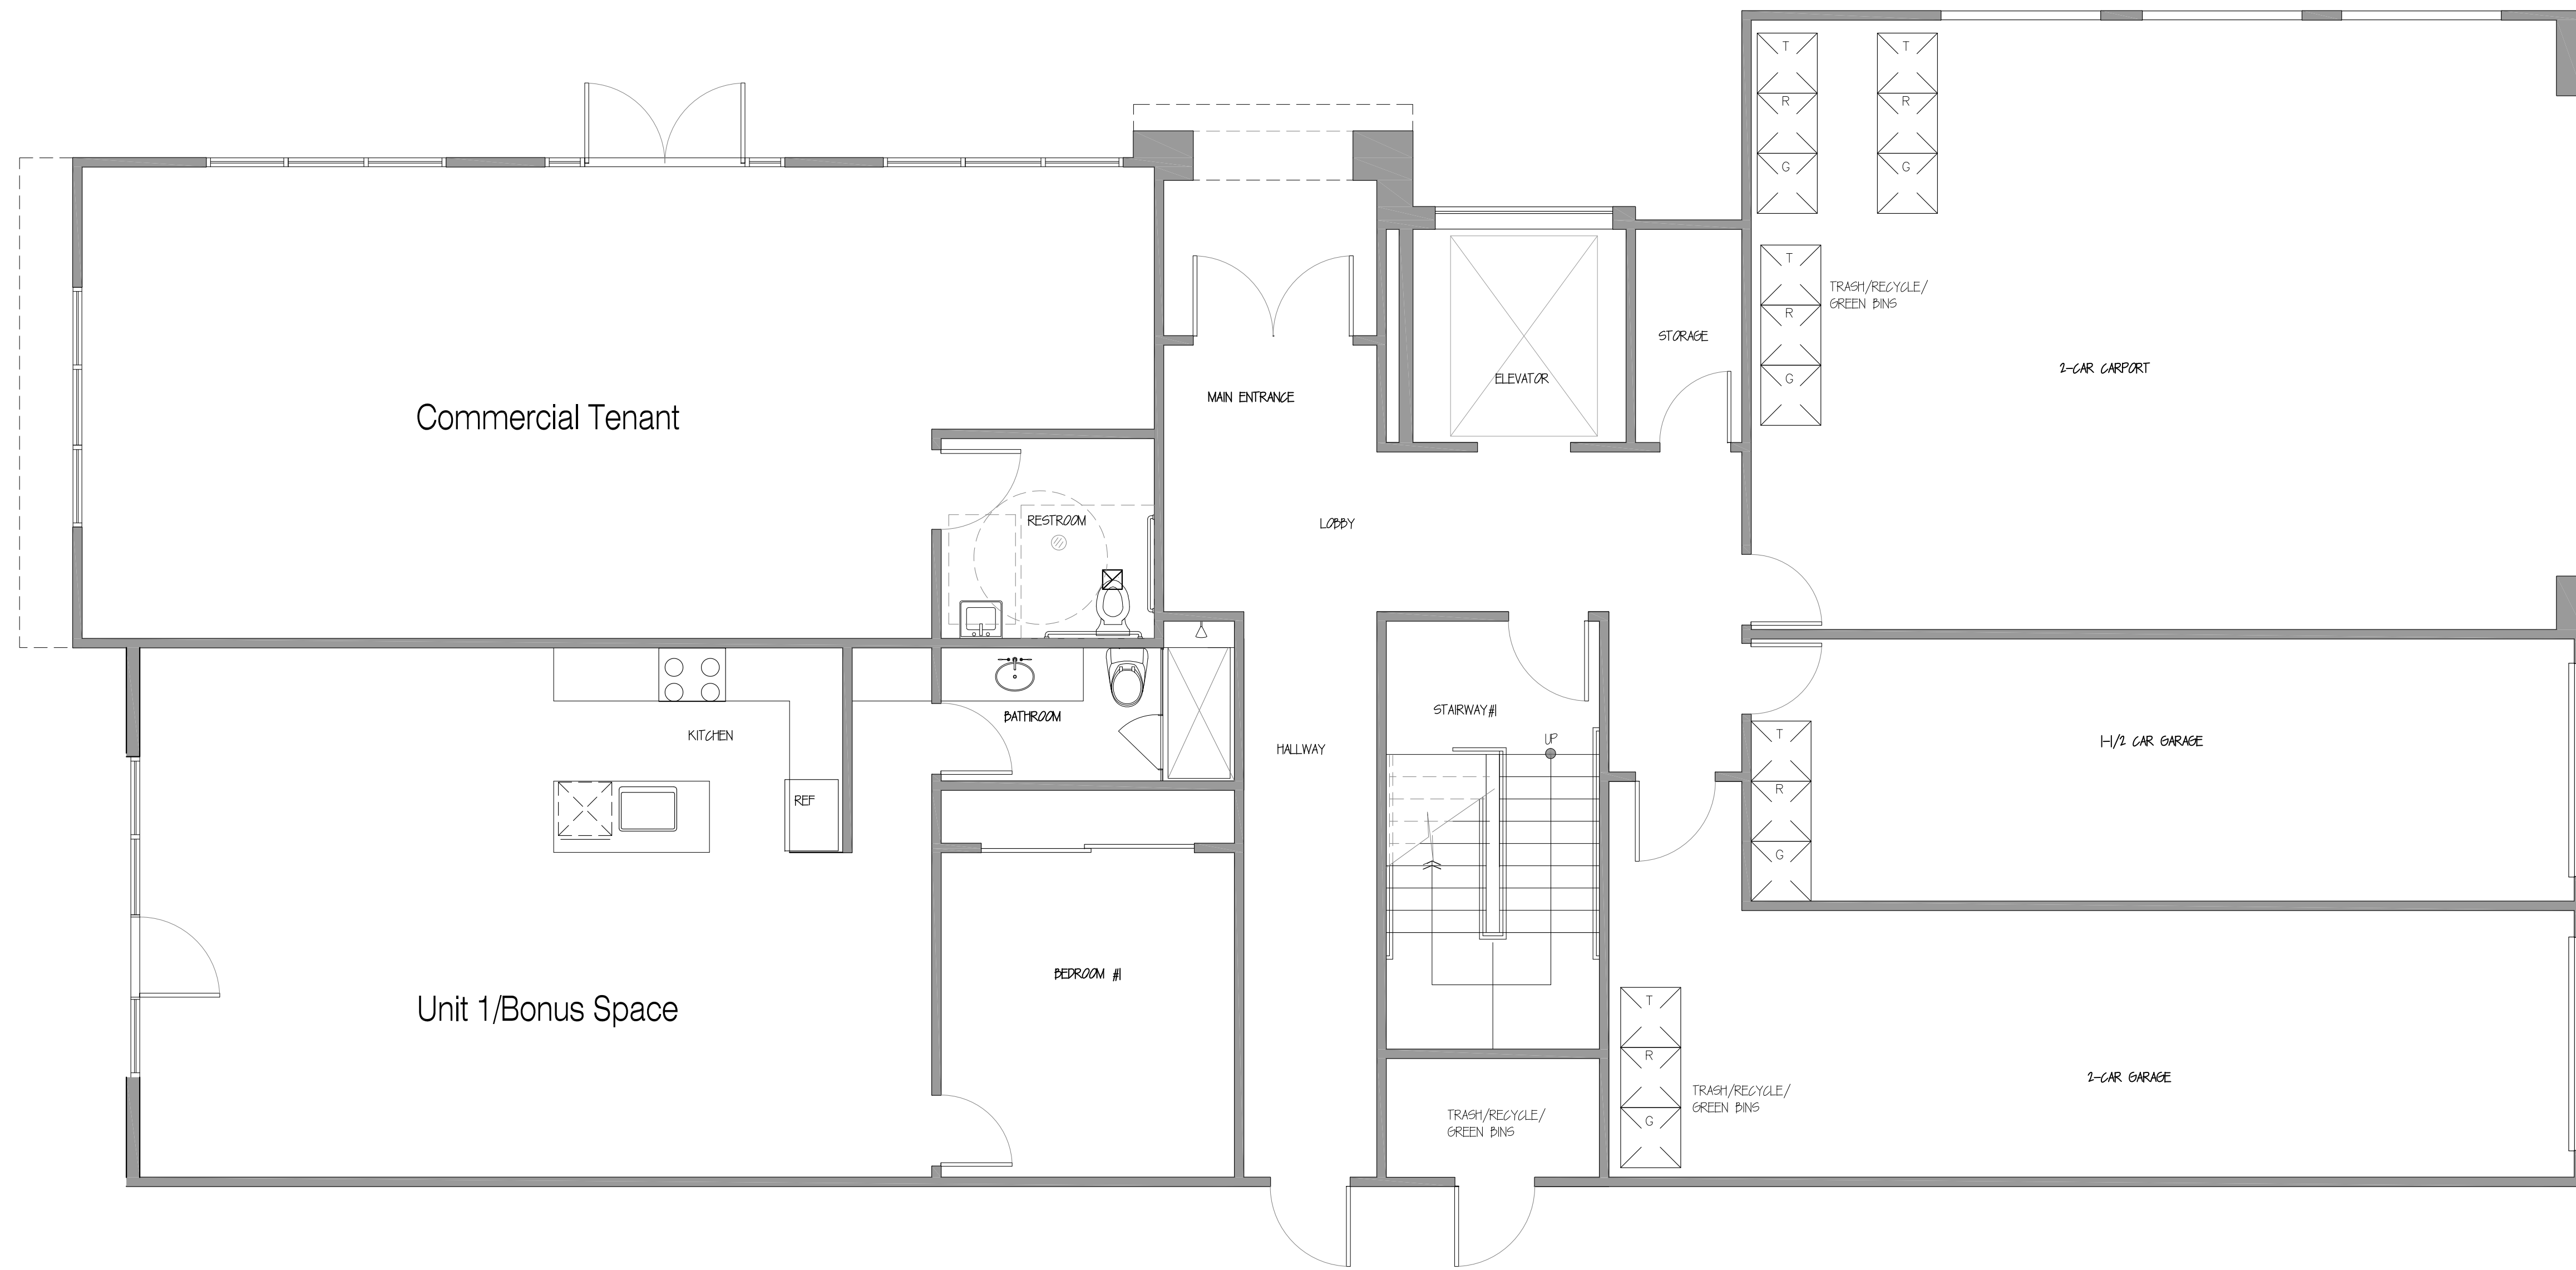 T
T
R
R
G
G
T
TRASH/RECYCLE/
GREEN BINS
R
STORAGE
2-CAR CARPORT
ELEVATOR
G
MAIN ENTRANCE
Commercial Tenant
RESTROOM
LOBBY
STAIRWAY#1
BATHROOM
KITCHEN
T
UP
1-1/2 CAR GARAGE
HALLWAY
R
REF
G
BEDROOM #1
T
Unit 1/Bonus Space
R
2-CAR GARAGE
TRASH/RECYCLE/
GREEN BINS
TRASH/RECYCLE/
GREEN BINS
G